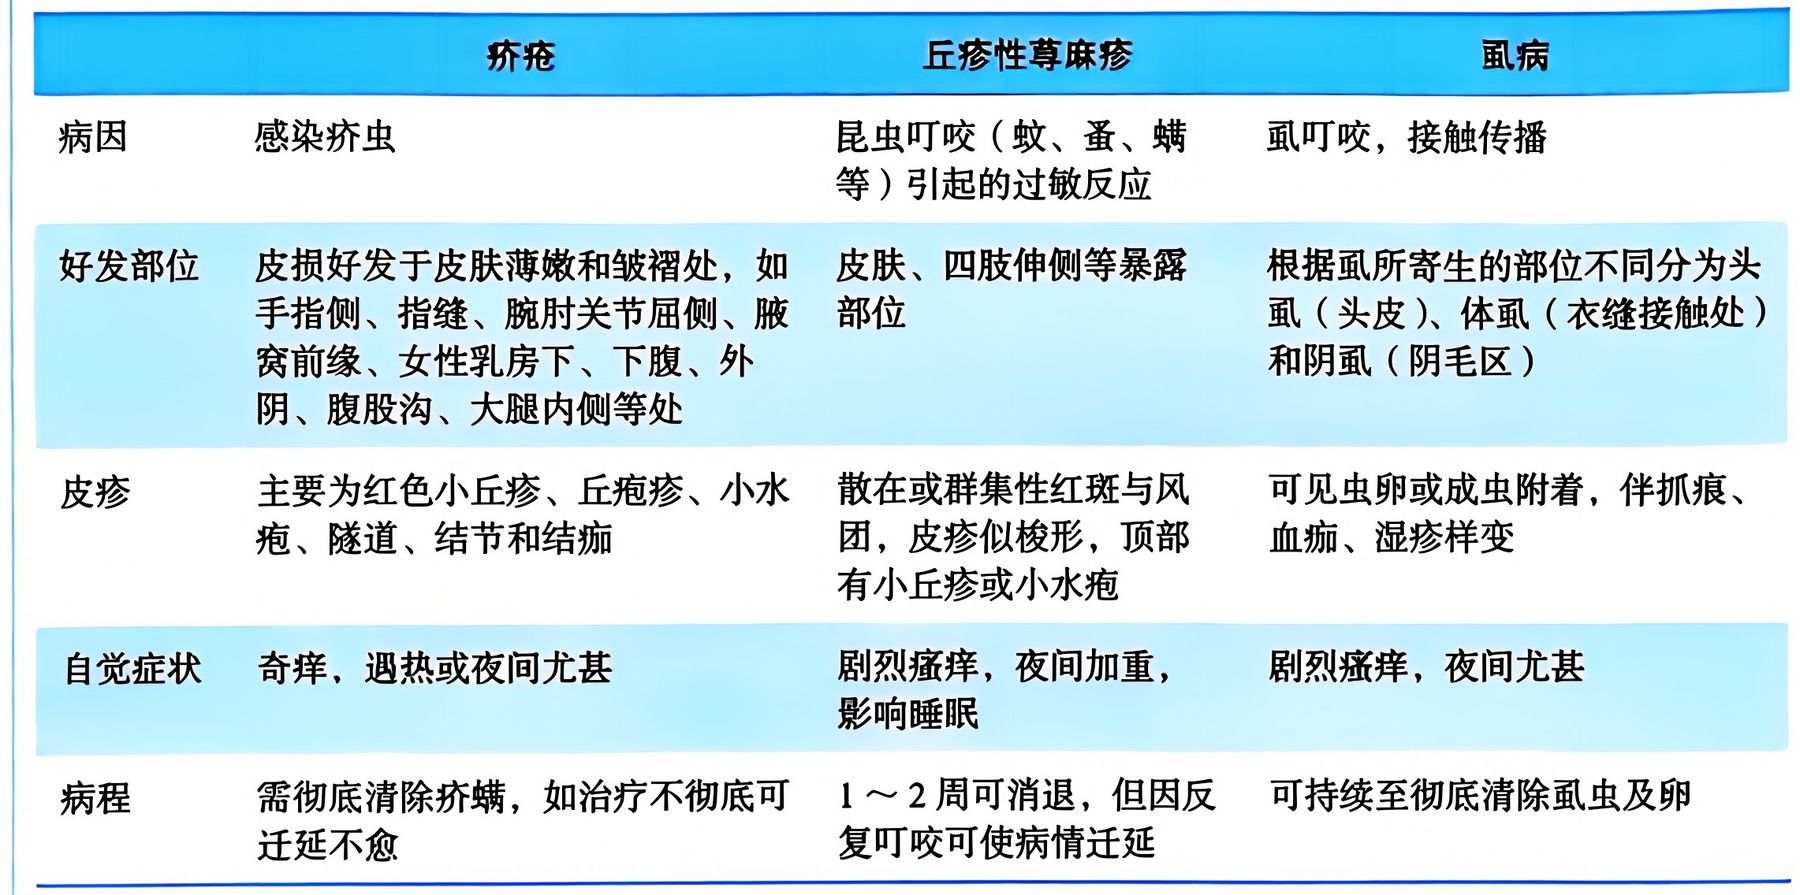 疥疮 丘疹性荨麻疹 虱病
病因 感染疥虫 昆虫叮咬（蚊、蚤、螨 虱叮咬，接触传播
等）引起的过敏反应
好发部位 皮损好发于皮肤薄嫩和皱褶处，如 皮肤、四肢伸侧等暴露 根据虱所寄生的部位不同分为头
手指侧、指缝、腕肘关节屈侧、腋 部位 虱（头皮）、体虱（衣缝接触处）
窝前缘、女性乳房下、下腹、外 和阴虱（阴毛区）
阴、腹股沟、大腿内侧等处
皮疹 主要为红色小丘疹、丘疱疹、小水 散在或群集性红斑与风 可见虫卵或成虫附着，伴抓痕、
疱、隧道、结节和结痂 团，皮疹似梭形，顶部 血痂、湿疹样变
有小丘疹或小水疱
自觉症状 奇痒，遇热或夜间尤甚 剧烈瘙痒，夜间加重， 剧烈瘙痒，夜间尤甚
影响睡眠
病程 需彻底清除疥螨，如治疗不彻底可 1～2周可消退，但因反 可持续至彻底清除虱虫及卵
迁延不愈 复叮咬可使病情迁延